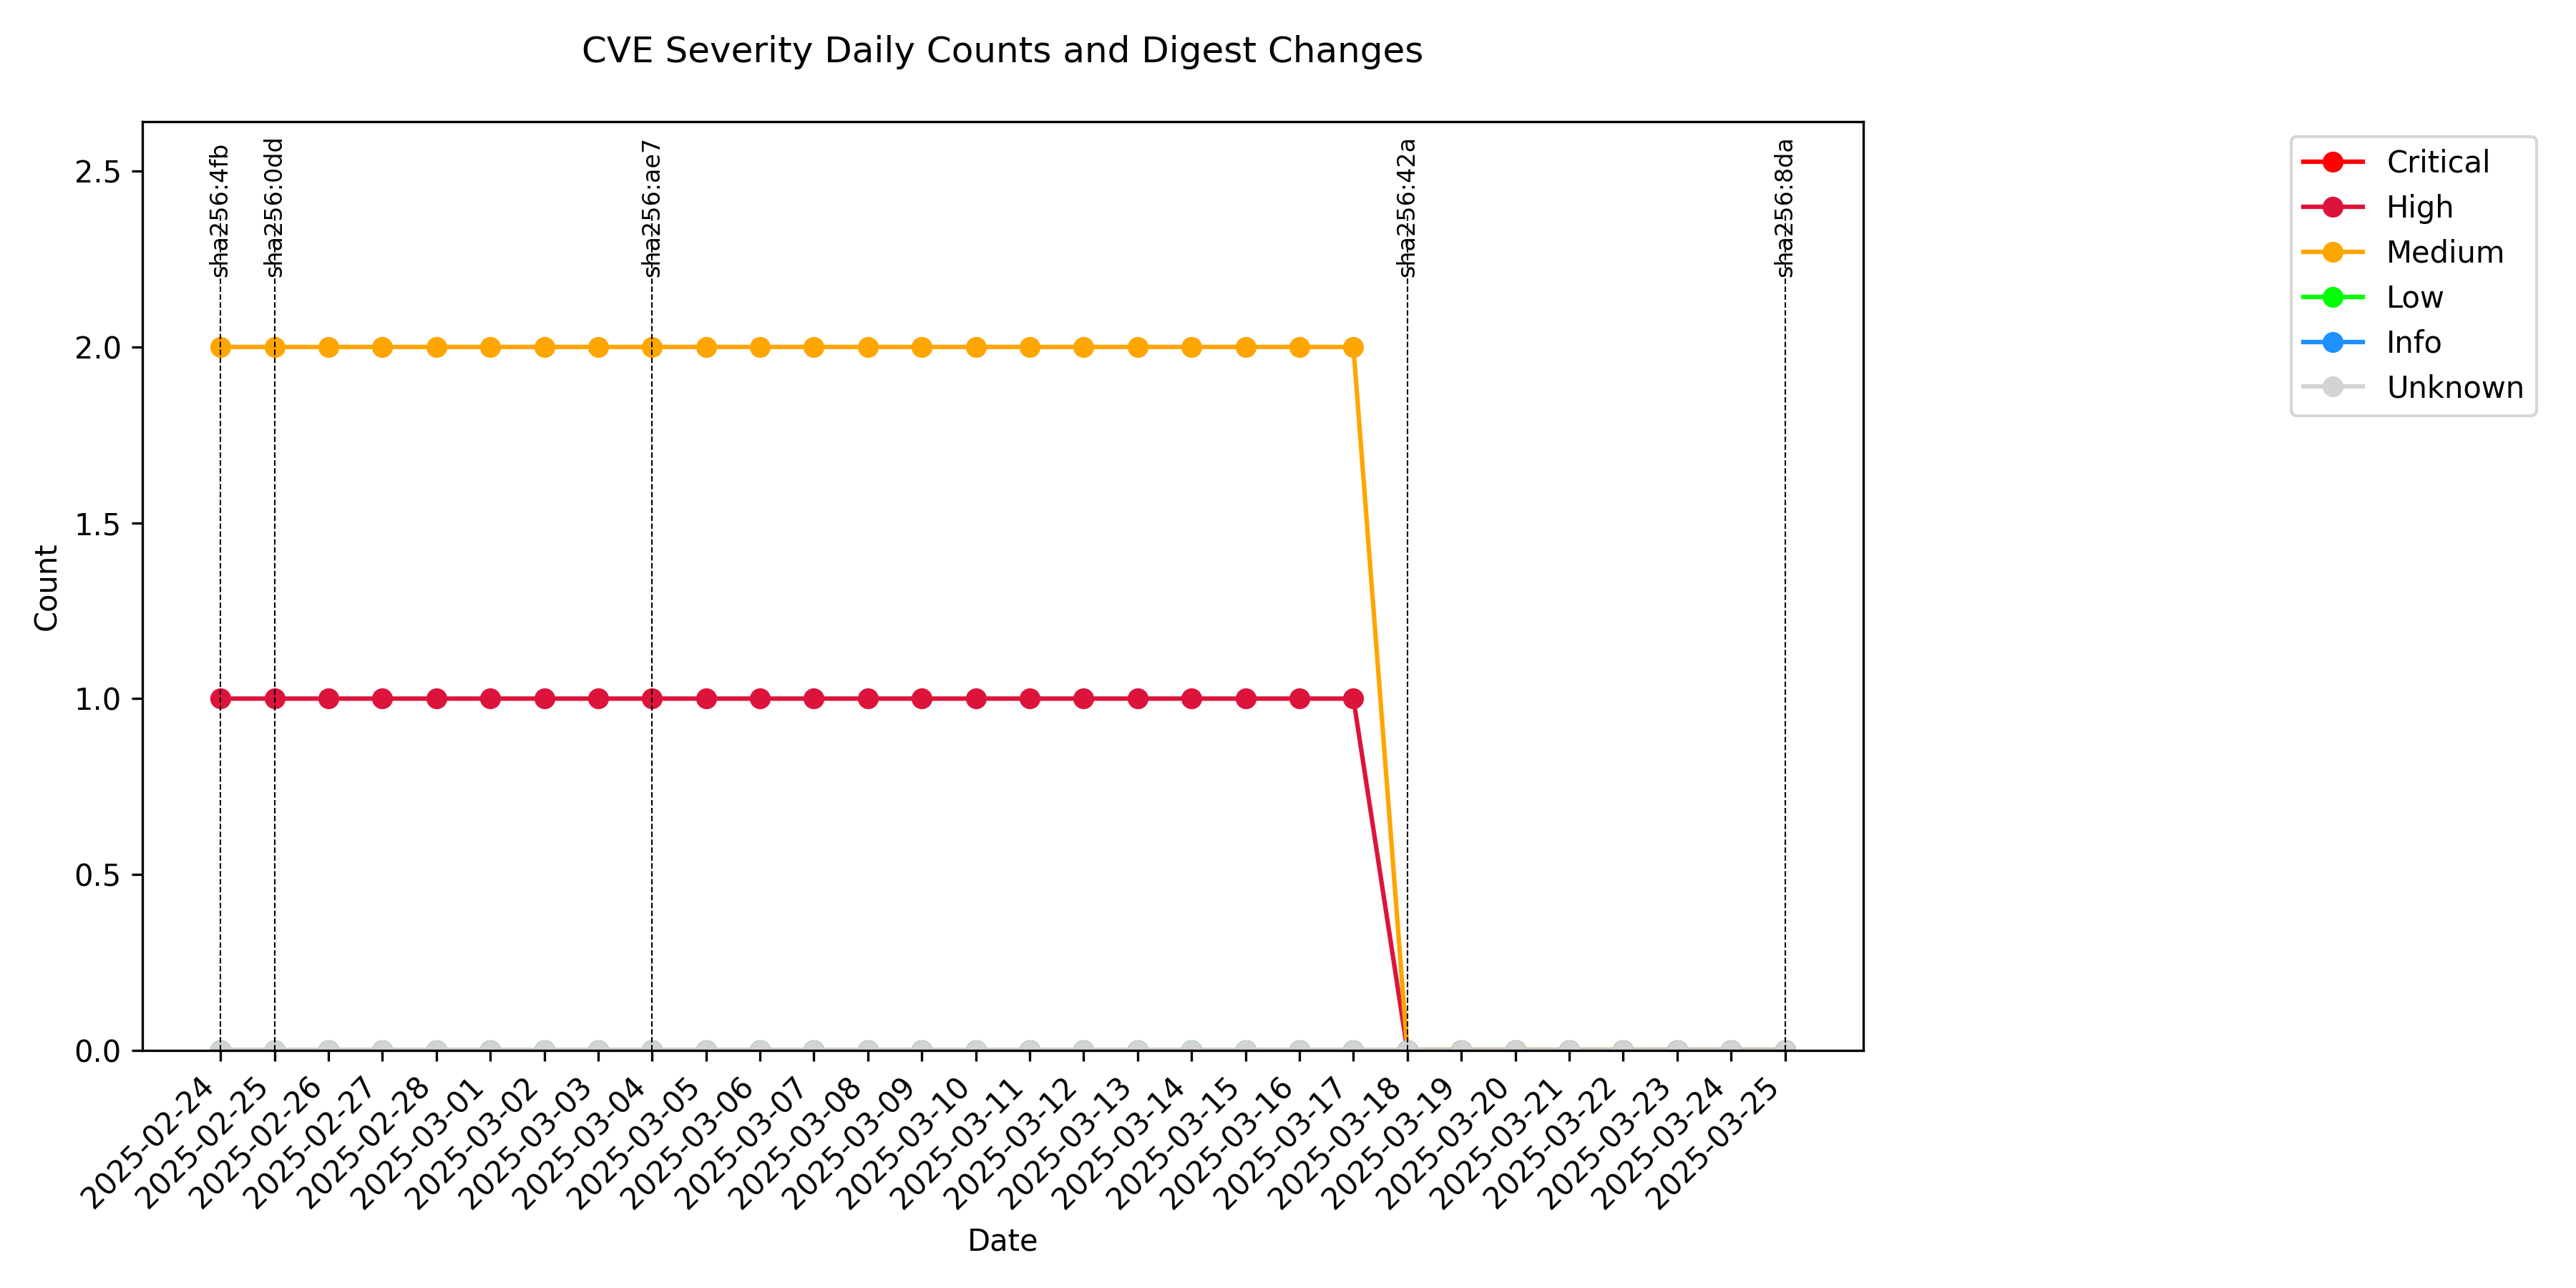 CVE Severity Daily Counts and Digest Changes
sha256:4fb
sha256:0dd
sha256:ae7
sha256:42a
sha256:8da
Critical
High
Medium
Low
Info
Unknown
2.5
2.0
1.5
1.0
0.5
0.0
Count
2025-02-24
2025-02-25
2025-02-26
2025-02-27
2025-02-28
2025-03-01
2025-03-02
2025-03-03
2025-03-04
2025-03-05
2025-03-06
2025-03-07
2025-03-08
2025-03-09
2025-03-10
2025-03-11
2025-03-12
2025-03-13
2025-03-14
2025-03-15
2025-03-16
2025-03-17
2025-03-18
2025-03-19
2025-03-20
2025-03-21
2025-03-22
2025-03-23
2025-03-24
2025-03-25
Date